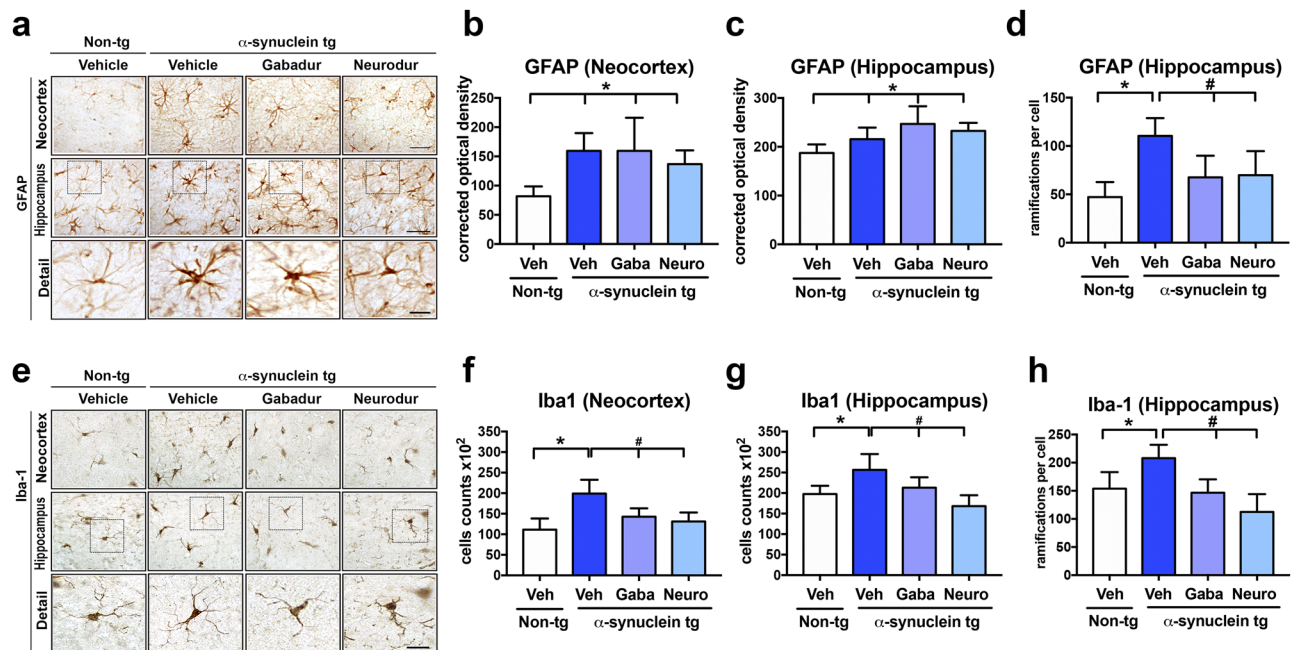 a
Non-tg α-synuclein tg
Vehicle Vehicle Gabadur Neurodur
GFAP
Neocortex
Hippocampus
Detail
b
GFAP (Neocortex)
corrected optical density
250
200
150
100
50
0
*
Veh Veh Gaba Neuro
Non-tg α-synuclein tg
c
GFAP (Hippocampus)
corrected optical density
300
200
100
0
*
Veh Veh Gaba Neuro
Non-tg α-synuclein tg
d
GFAP (Hippocampus)
ramifications per cell
150
100
50
0
* #
Veh Veh Gaba Neuro
Non-tg α-synuclein tg
e
Non-tg α-synuclein tg
Vehicle Vehicle Gabadur Neurodur
Iba-1
Neocortex
Hippocampus
Detail
f
Iba1 (Neocortex)
cells counts x10²
350
300
250
200
150
100
50
0
* #
Veh Veh Gaba Neuro
Non-tg α-synuclein tg
g
Iba1 (Hippocampus)
cells counts x10²
350
300
250
200
150
100
50
0
* #
Veh Veh Gaba Neuro
Non-tg α-synuclein tg
h
Iba-1 (Hippocampus)
ramifications per cell
250
200
150
100
50
0
* #
Veh Veh Gaba Neuro
Non-tg α-synuclein tg